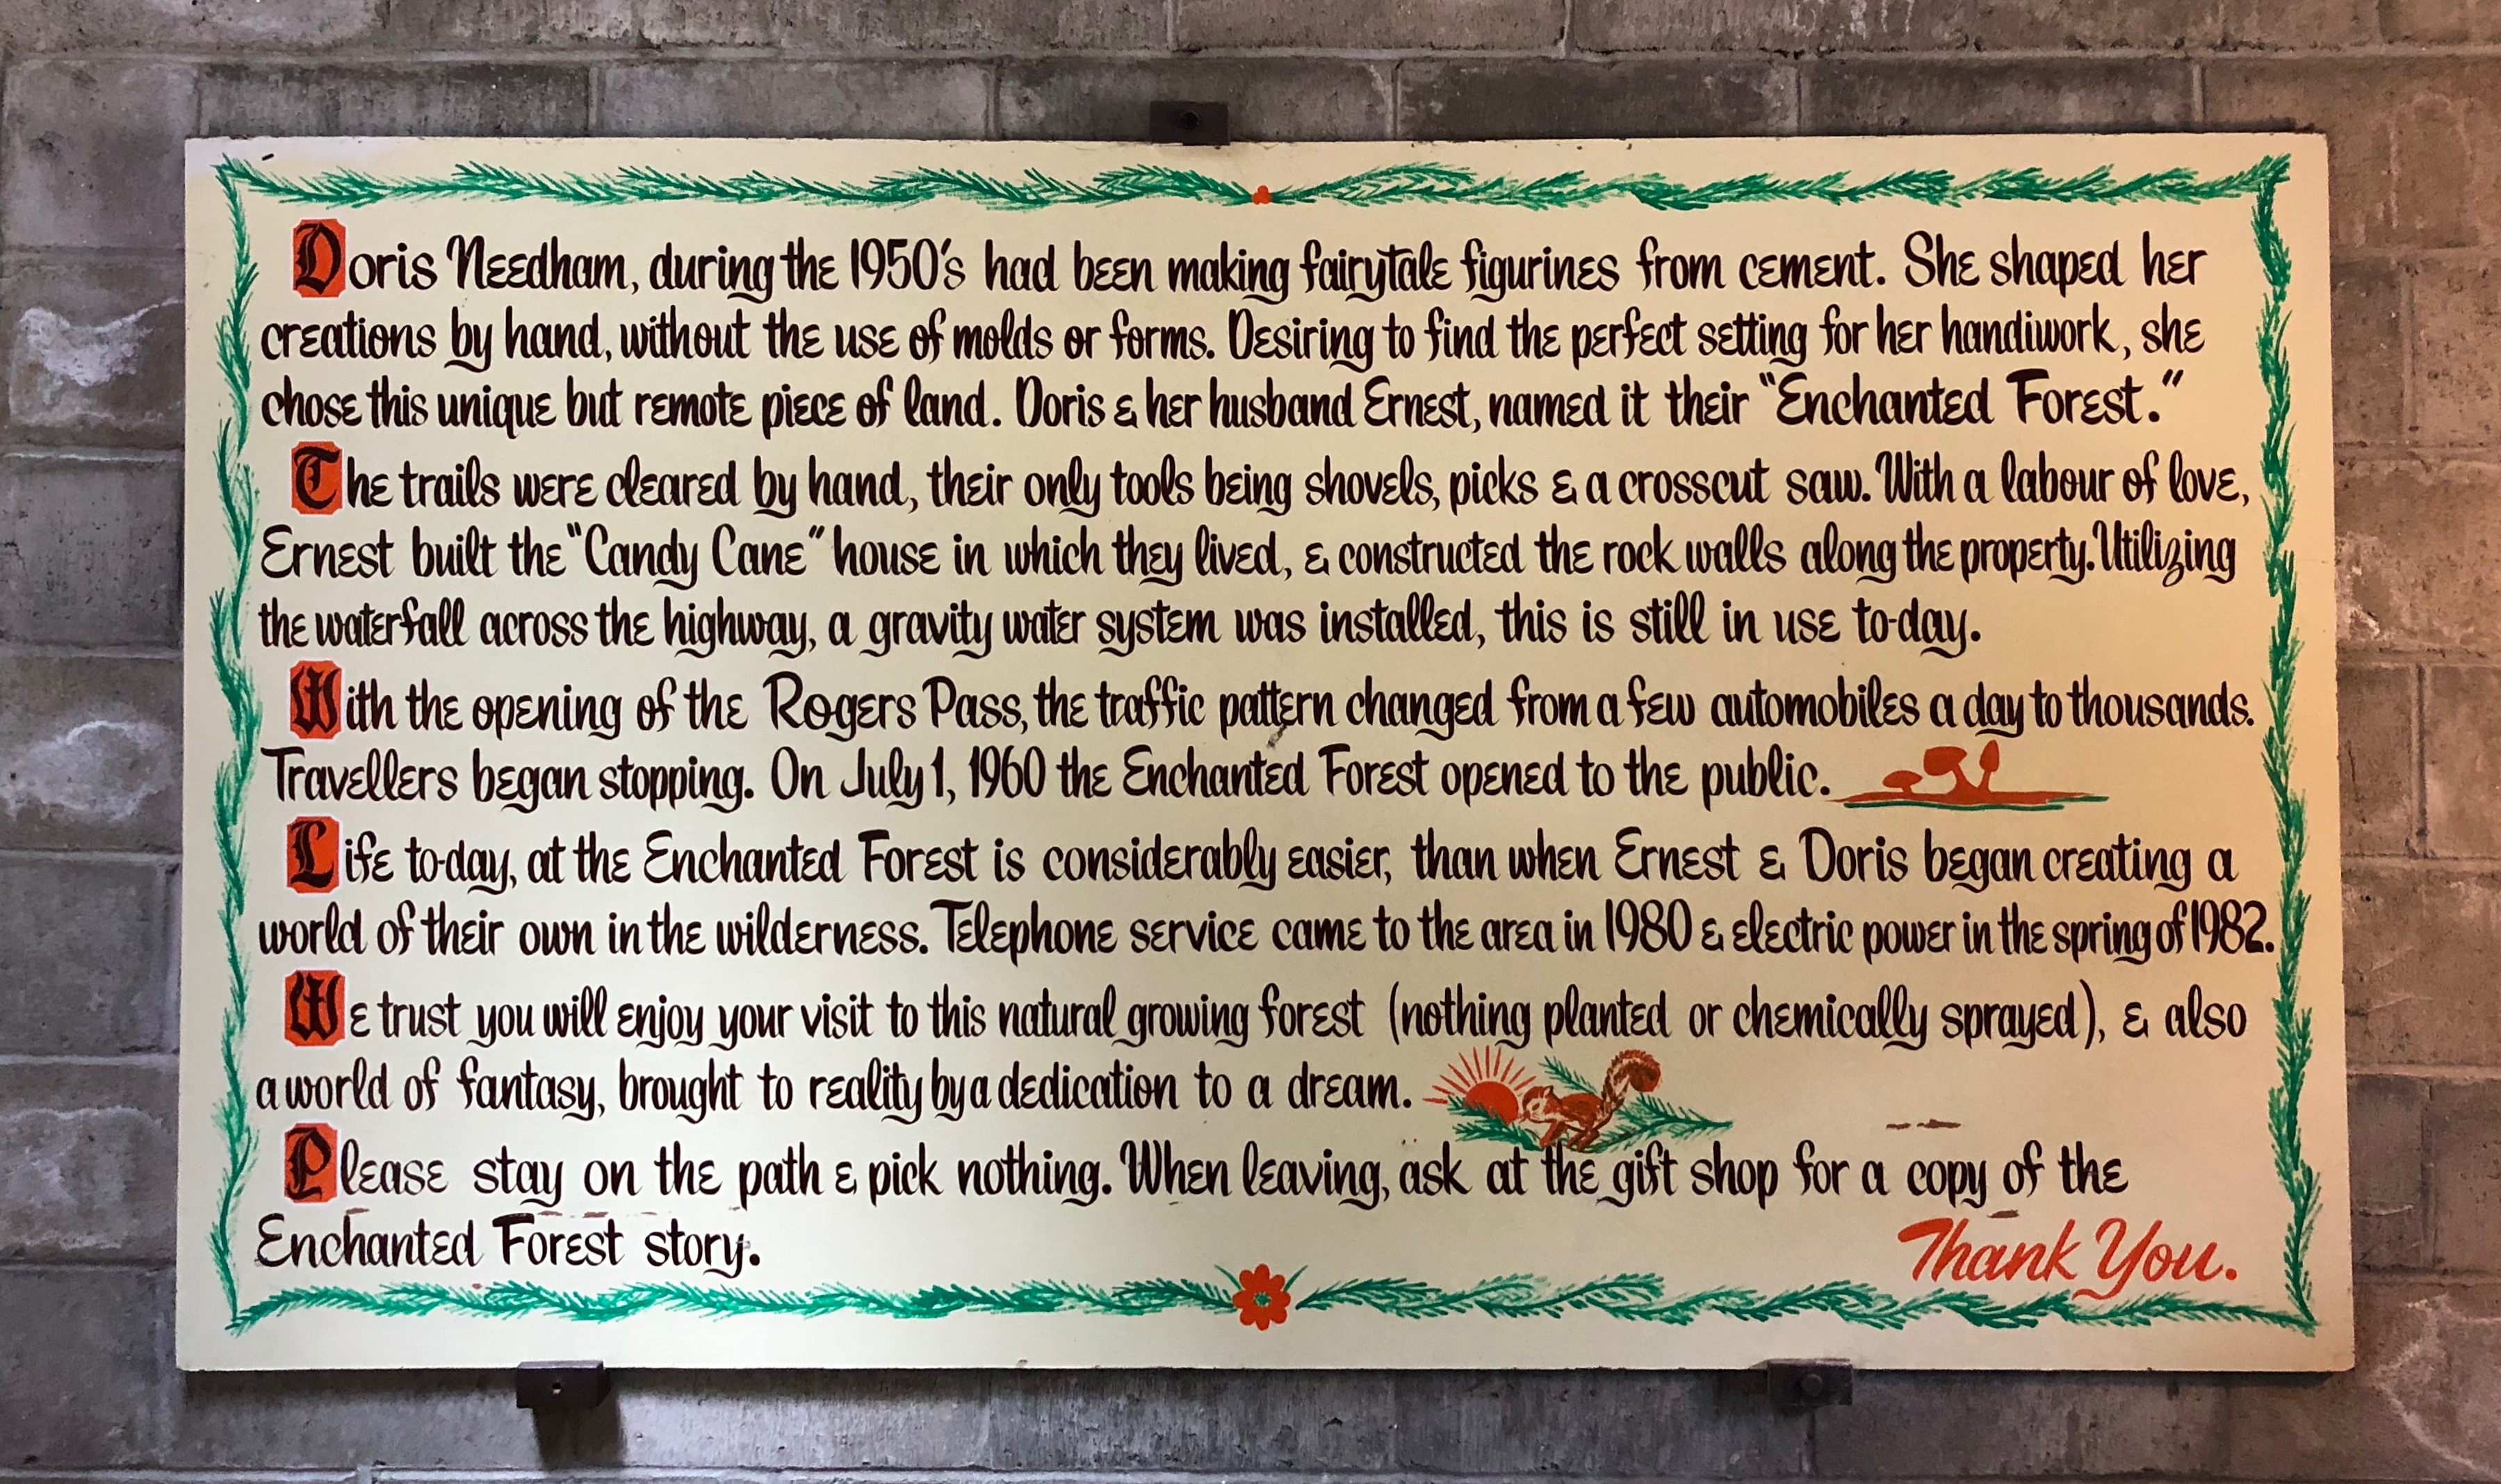 Doris Needham, during the 1950's had been making fairytale figurines from cement. She shaped her
creations by hand, without the use of molds or forms. Desiring to find the perfect setting for her handiwork, she
chose this unique but remote piece of land. Doris & her husband Ernest, named it their "Enchanted Forest."
The trails were cleared by hand, their only tools being shovels, picks & a crosscut saw. With a labour of love,
Ernest built the "Candy Cane" house in which they lived, & constructed the rock walls along the property. Utilizing
the waterfall across the highway, a gravity water system was installed, this is still in use to-day.
With the opening of the Rogers Pass, the traffic pattern changed from a few automobiles a day to thousands.
Travellers began stopping. On July 1, 1960 the Enchanted Forest opened to the public.
Life to-day, at the Enchanted Forest is considerably easier, than when Ernest & Doris began creating a
world of their own in the wilderness. Telephone service came to the area in 1980 & electric power in the spring of 1982.
We trust you will enjoy your visit to this natural growing forest (nothing planted or chemically sprayed), & also
a world of fantasy, brought to reality by a dedication to a dream.
Please stay on the path & pick nothing. When leaving, ask at the gift shop for a copy of the
Enchanted Forest story.
Thank You.